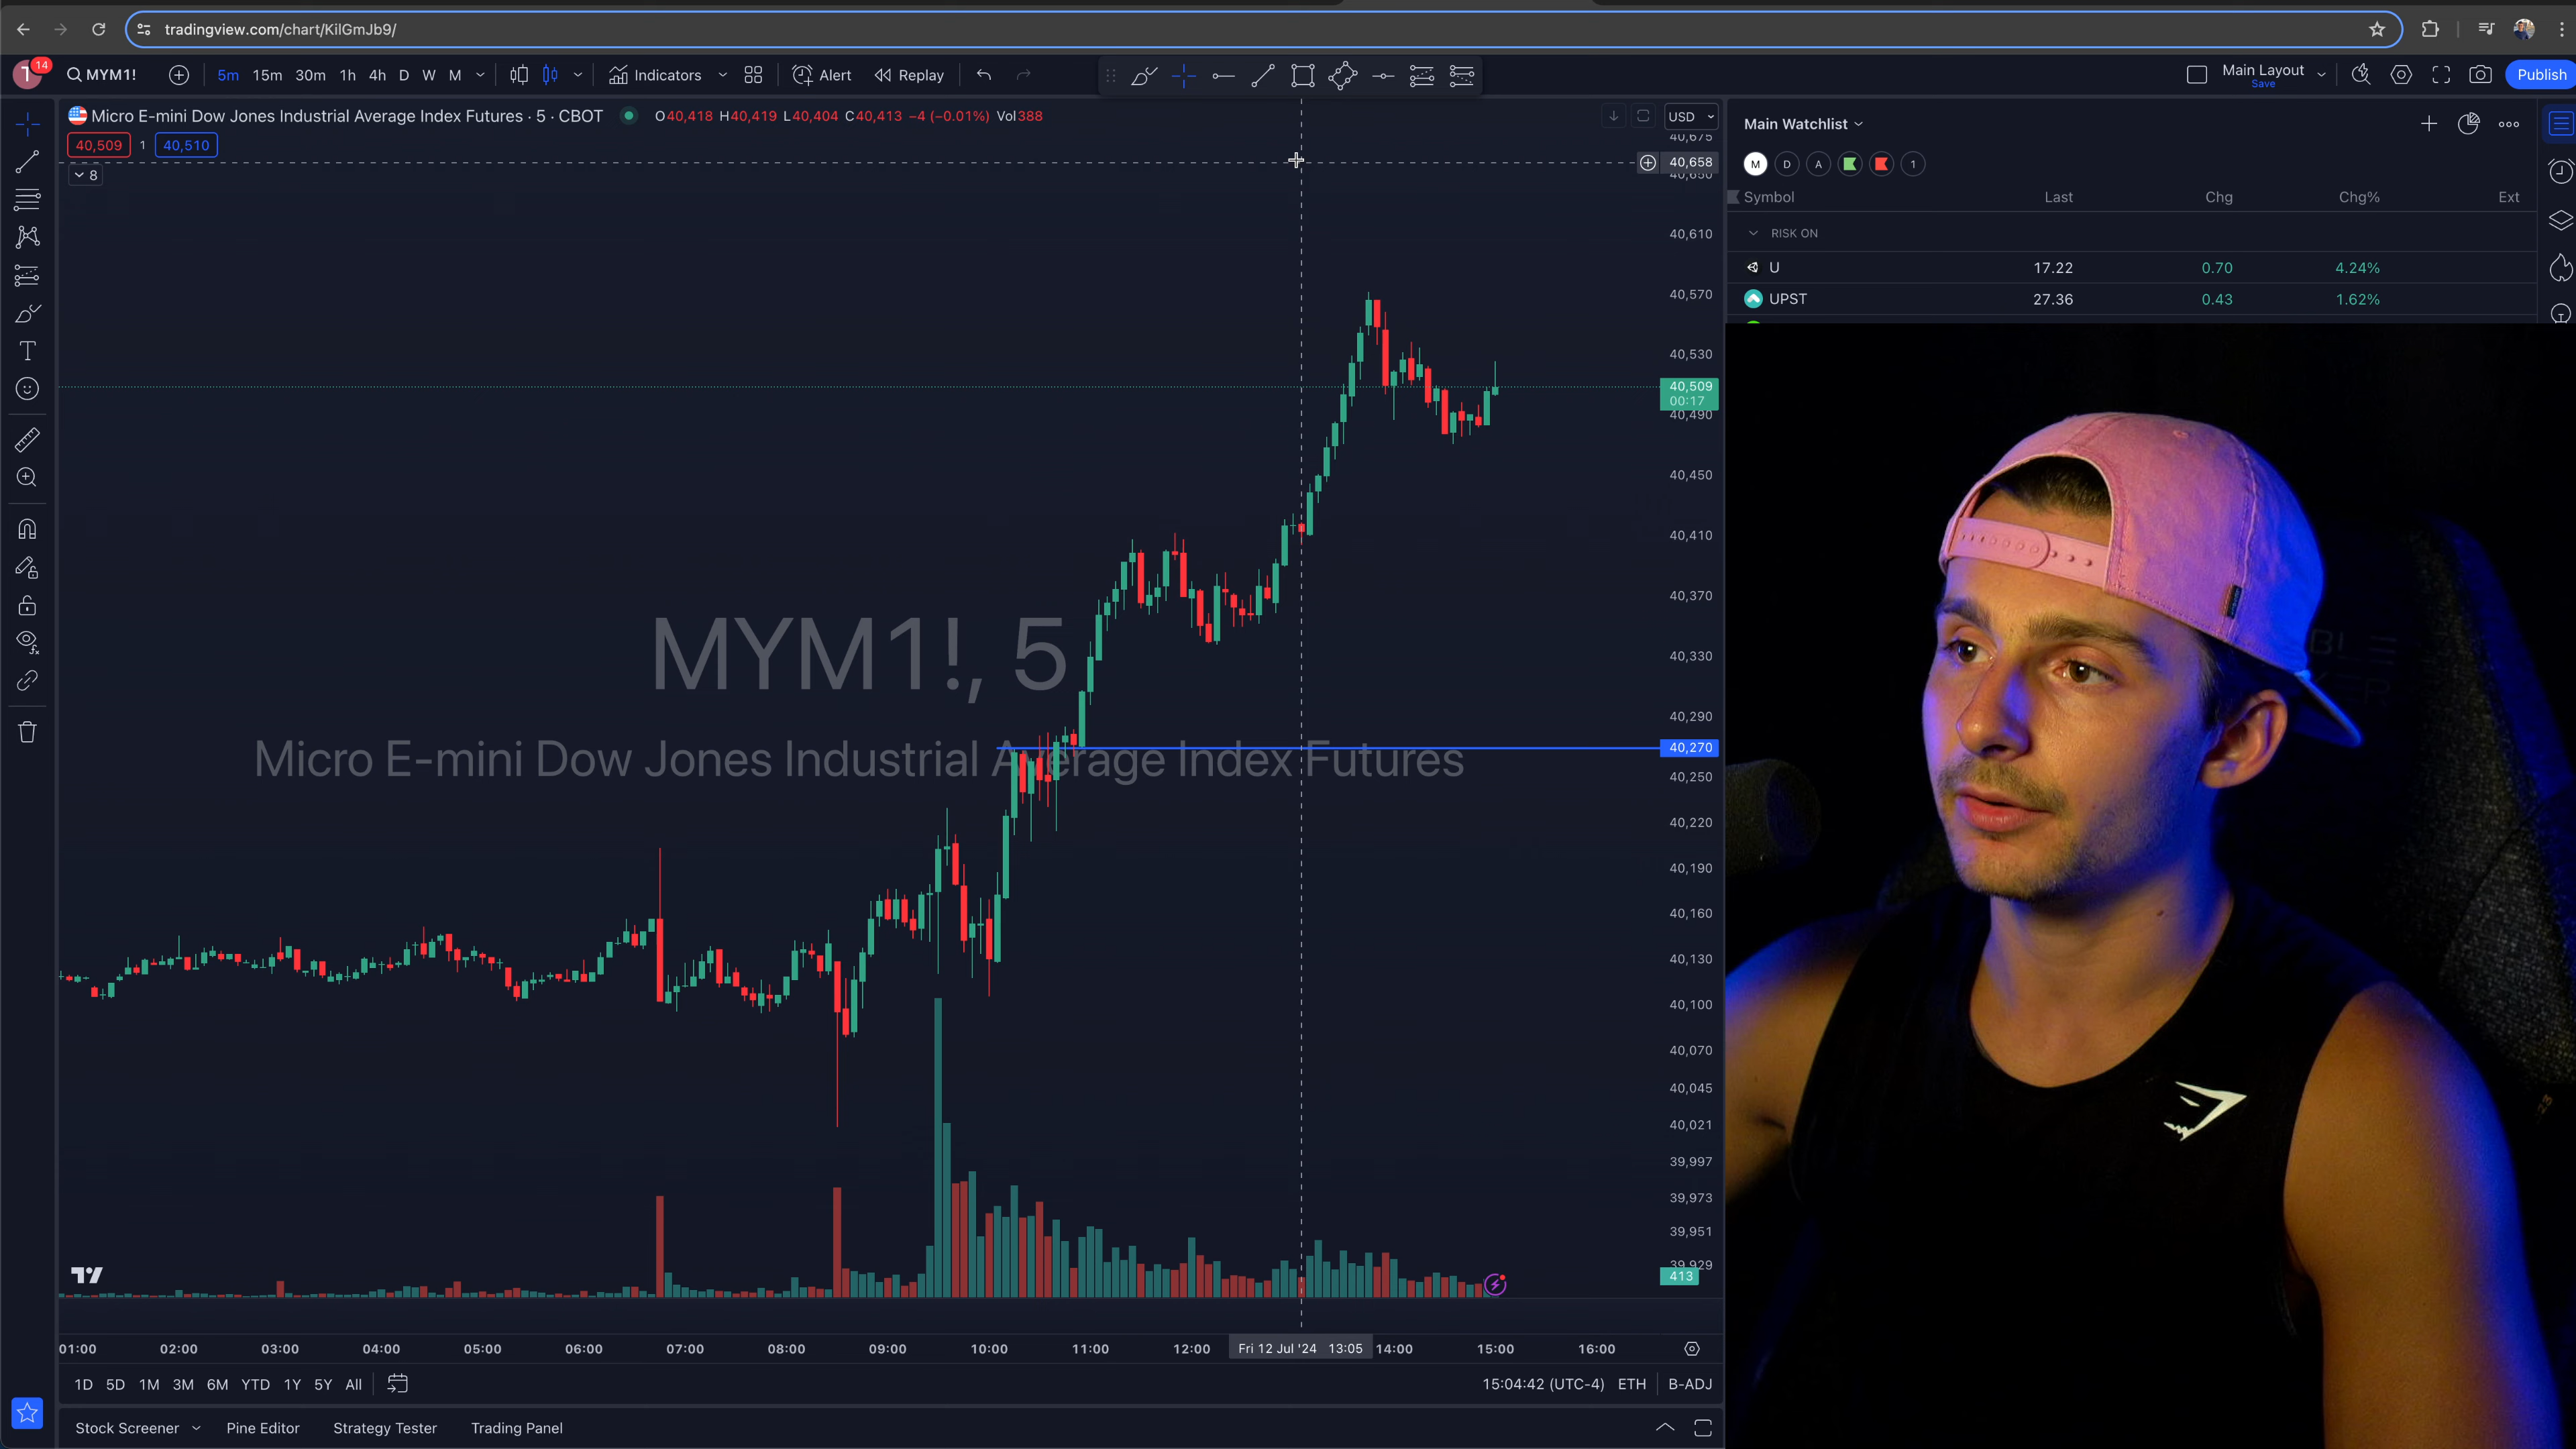 tradingview.com/chart/KilGmJb9/
14
MYM1! 5m 15m 30m 1h 4h D W M Indicators Alert Replay Main Layout Save Publish
Micro E-mini Dow Jones Industrial Average Index Futures · 5 · CBOT O40,418 H40,419 L40,404 C40,413 −4 (−0.01%) Vol388
USD
40,509 1 40,510
8
40,675
40,658
40,650
40,610
40,570
40,530
40,509
00:17
40,490
40,450
40,410
40,370
40,330
40,290
40,270
40,250
40,220
40,190
40,160
40,130
40,100
40,070
40,045
40,021
39,997
39,973
39,951
39,929
413
MYM1!, 5
Micro E-mini Dow Jones Industrial Average Index Futures
01:00 02:00 03:00 04:00 05:00 06:00 07:00 08:00 09:00 10:00 11:00 12:00 Fri 12 Jul '24 13:05 14:00 15:00 16:00
1D 5D 1M 3M 6M YTD 1Y 5Y All 15:04:42 (UTC-4) ETH B-ADJ
Stock Screener Pine Editor Strategy Tester Trading Panel
Main Watchlist
M D A 1
Symbol Last Chg Chg% Ext
RISK ON
U 17.22 0.70 4.24%
UPST 27.36 0.43 1.62%